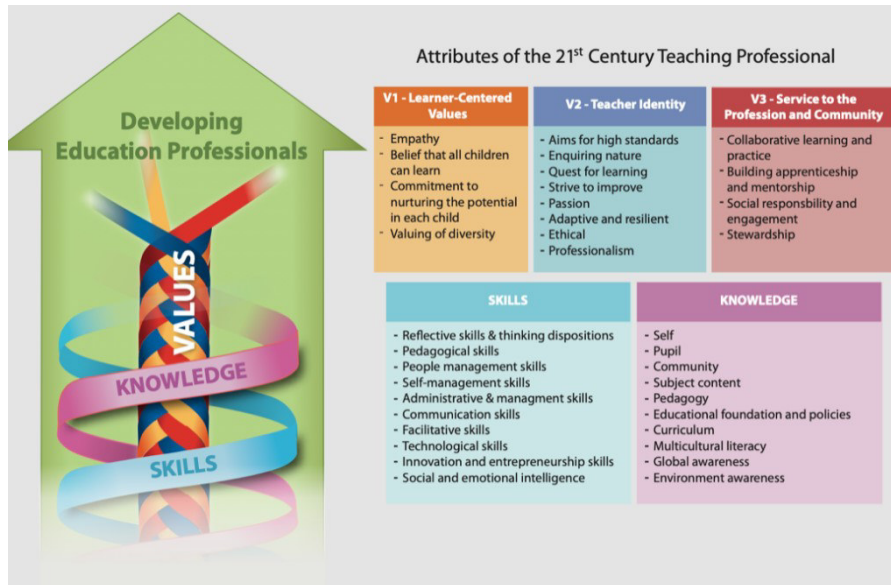 Developing
Education Professionals
VALUES
KNOWLEDGE
SKILLS
Attributes of the 21st Century Teaching Professional
V1 - Learner-Centered
Values
- Empathy
- Belief that all children
can learn
- Commitment to
nurturing the potential
in each child
- Valuing of diversity
V2 - Teacher Identity
- Aims for high standards
- Enquiring nature
- Quest for learning
- Strive to improve
- Passion
- Adaptive and resilient
- Ethical
- Professionalism
V3 - Service to the
Profession and Community
- Collaborative learning and
practice
- Building apprenticeship
and mentorship
- Social responsbility and
engagement
- Stewardship
SKILLS
- Reflective skills & thinking dispositions
- Pedagogical skills
- People management skills
- Self-management skills
- Administrative & managment skills
- Communication skills
- Facilitative skills
- Technological skills
- Innovation and entrepreneurship skills
- Social and emotional intelligence
KNOWLEDGE
- Self
- Pupil
- Community
- Subject content
- Pedagogy
- Educational foundation and policies
- Curriculum
- Multicultural literacy
- Global awareness
- Environment awareness